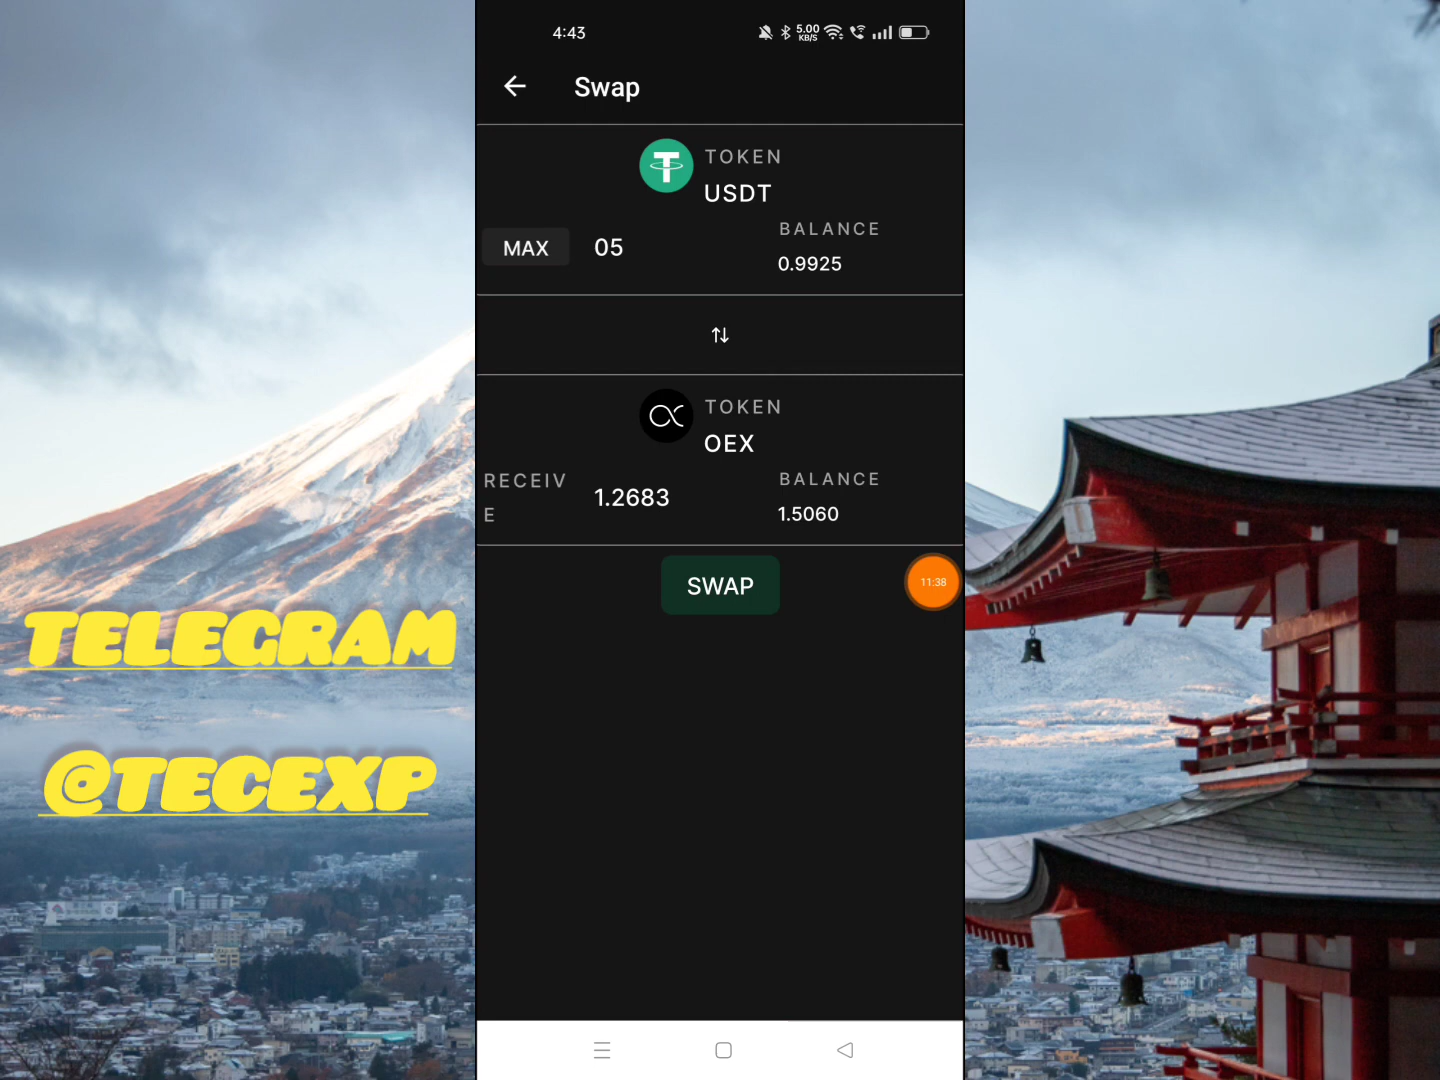 4:43
5.00
KB/S
Swap
TOKEN
USDT
MAX
05
BALANCE
0.9925
TOKEN
OEX
RECEIV
E
1.2683
BALANCE
1.5060
SWAP
11:38
TELEGRAM
@TECEXP